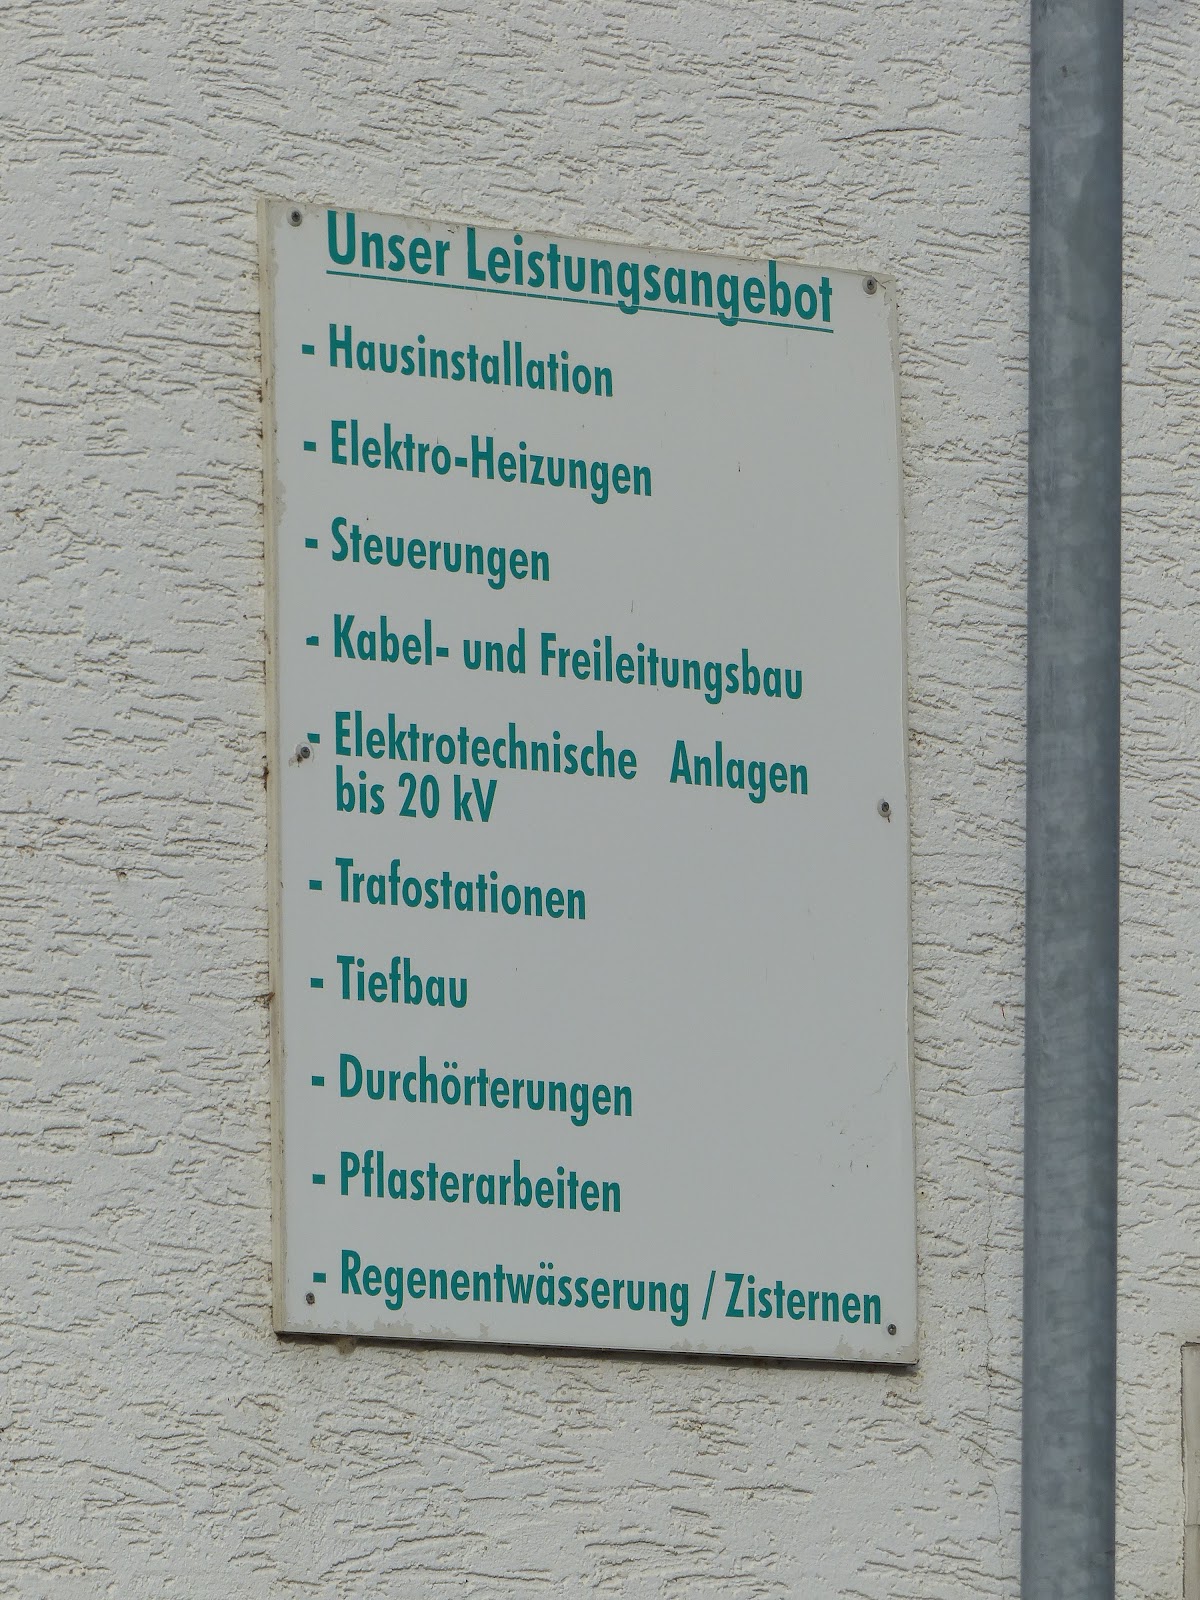 Unser Leistungsangebot
- Hausinstallation
- Elektro-Heizungen
- Steuerungen
- Kabel- und Freileitungsbau
- Elektrotechnische Anlagen
bis 20 kV
- Trafostationen
- Tiefbau
- Durchörterungen
- Pflasterarbeiten
- Regenentwässerung / Zisternen